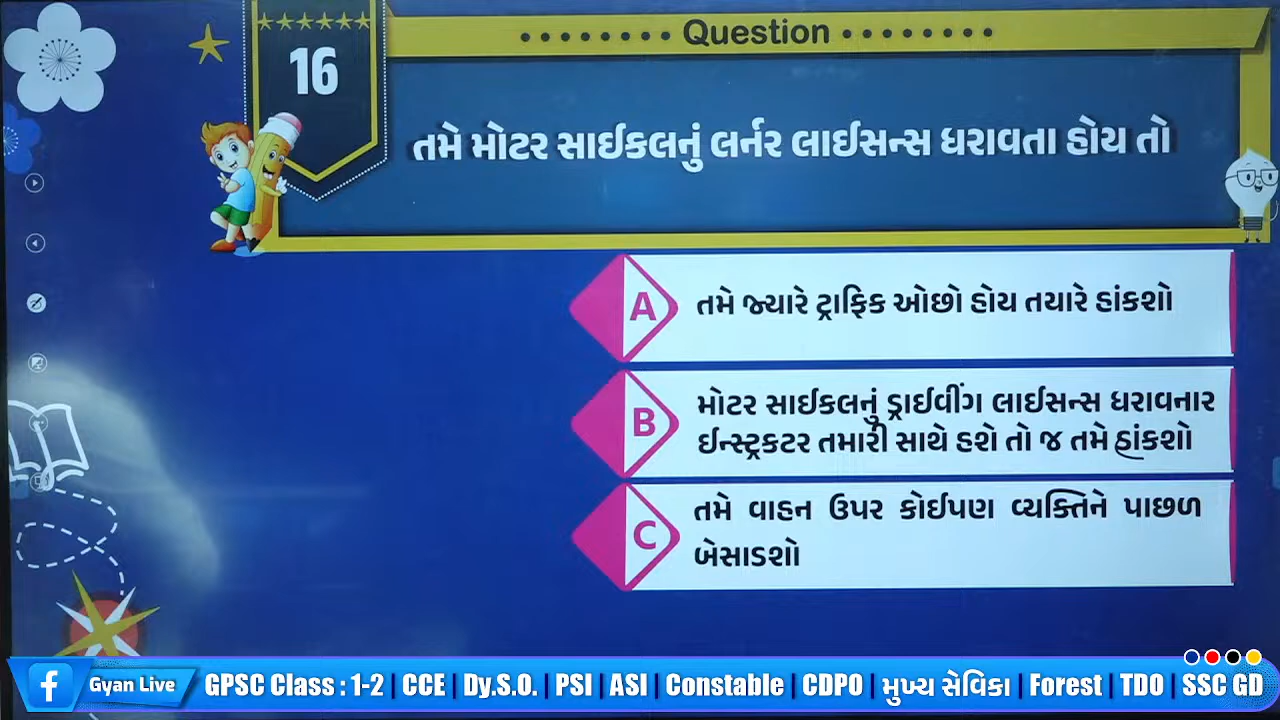 Question
16
તમે મોટર સાઈકલનું લર્નર લાઈસન્સ ધરાવતા હોય તો
A તમે જ્યારે ટ્રાફિક ઓછો હોય તયારે હાંકશો
B મોટર સાઈકલનું ડ્રાઈવીંગ લાઈસન્સ ધરાવનાર
ઈન્સ્ટ્રકટર તમારી સાથે હશે તો જ તમે હાંકશો
C તમે વાહન ઉપર કોઈપણ વ્યક્તિને પાછળ
બેસાડશો
f Gyan Live GPSC Class : 1-2 | CCE | Dy.S.O. | PSI | ASI | Constable | CDPO | મુખ્ય સેવિકા | Forest | TDO | SSC GD